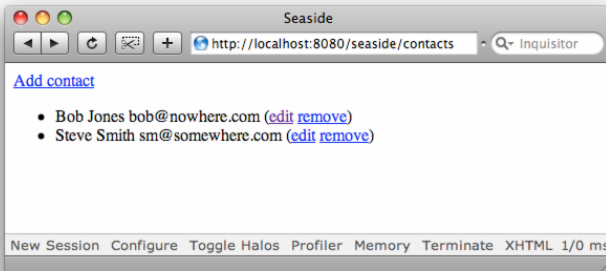 Seaside
http://localhost:8080/seaside/contacts Inquisitor
Add contact
• Bob Jones bob@nowhere.com (edit remove)
• Steve Smith sm@somewhere.com (edit remove)
New Session Configure Toggle Halos Profiler Memory Terminate XHTML 1/0 ms